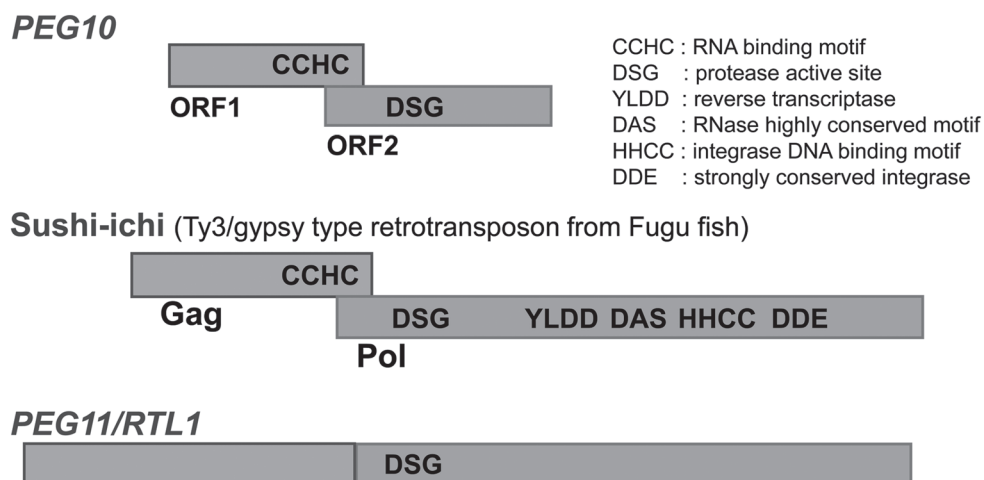 PEG10
CCHC
ORF1
DSG
ORF2
CCHC : RNA binding motif
DSG : protease active site
YLDD : reverse transcriptase
DAS : RNase highly conserved motif
HHCC : integrase DNA binding motif
DDE : strongly conserved integrase
Sushi-ichi (Ty3/gypsy type retrotransposon from Fugu fish)
CCHC
Gag
DSG YLDD DAS HHCC DDE
Pol
PEG11/RTL1
DSG